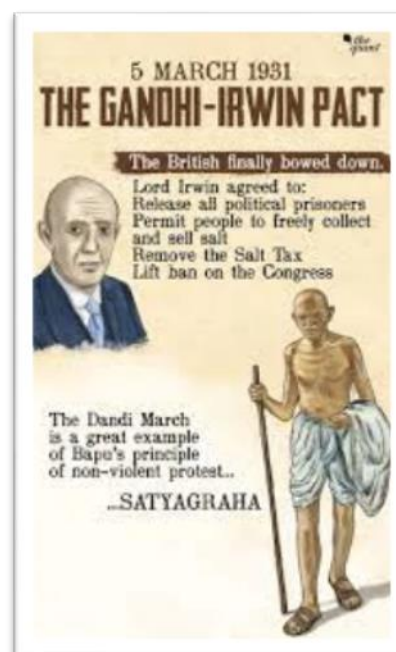 the quint
5 MARCH 1931
THE GANDHI-IRWIN PACT
The British finally bowed down.
Lord Irwin agreed to:
Release all political prisoners
Permit people to freely collect
and sell salt
Remove the Salt Tax
Lift ban on the Congress
The Dandi March
is a great example
of Bapu's principle
of non-violent protest...
...SATYAGRAHA